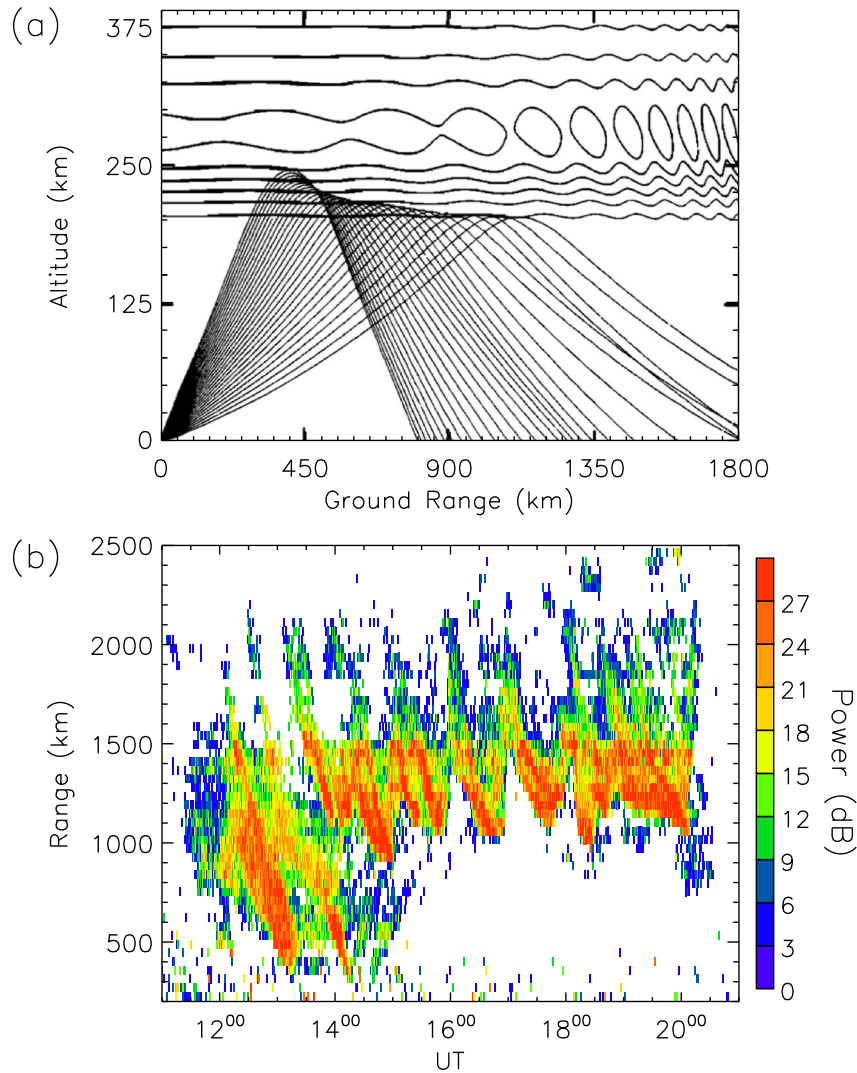 (a)
375
250
125
0
Altitude (km)
0 450 900 1350 1800
Ground Range (km)
(b)
2500
2000
1500
1000
500
Range (km)
12⁰⁰ 14⁰⁰ 16⁰⁰ 18⁰⁰ 20⁰⁰
UT
27
24
21
18
15
12
9
6
3
0
Power (dB)